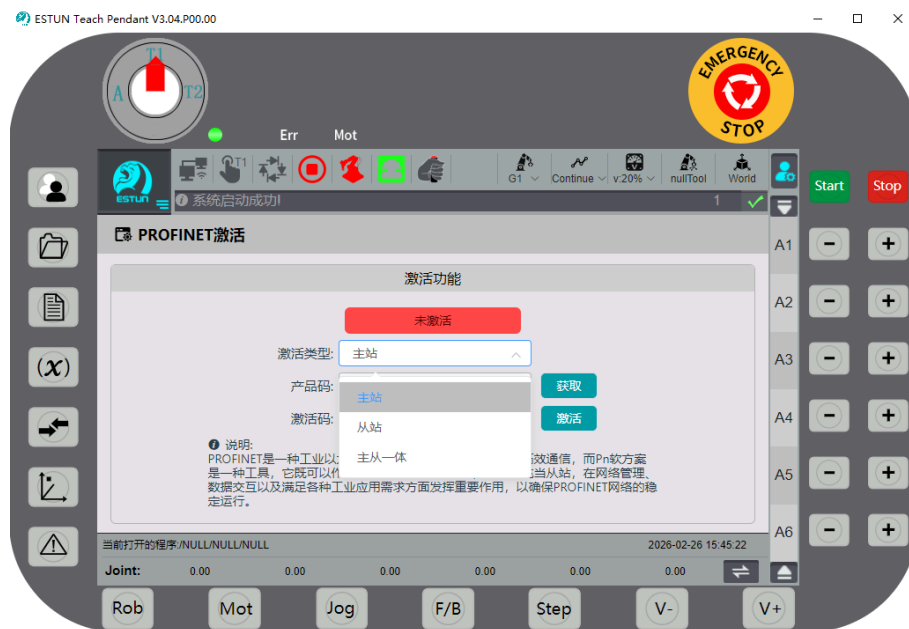 ESTUN Teach Pendant V3.04.P00.00
T1
A
T2
EMERGENCY
STOP
Err Mot
T1
G1 Continue v:20% nullTool World
ESTUN
系统启动成功! 1
Start Stop
PROFINET激活
A1
激活功能
未激活
A2
激活类型: 主站
A3
产品码: 获取
主站
激活码: 激活
A4
从站
主从一体
说明:
PROFINET是一种工业以 效通信，而Pn软方案
是一种工具，它既可以作 当从站，在网络管理、
数据交互以及满足各种工业应用需求方面发挥重要作用，以确保PROFINET网络的稳
定运行。
A5
A6
(x)
当前打开的程序:/NULL/NULL/NULL 2026-02-26 15:45:22
Joint: 0.00 0.00 0.00 0.00 0.00 0.00
Rob Mot Jog F/B Step V- V+